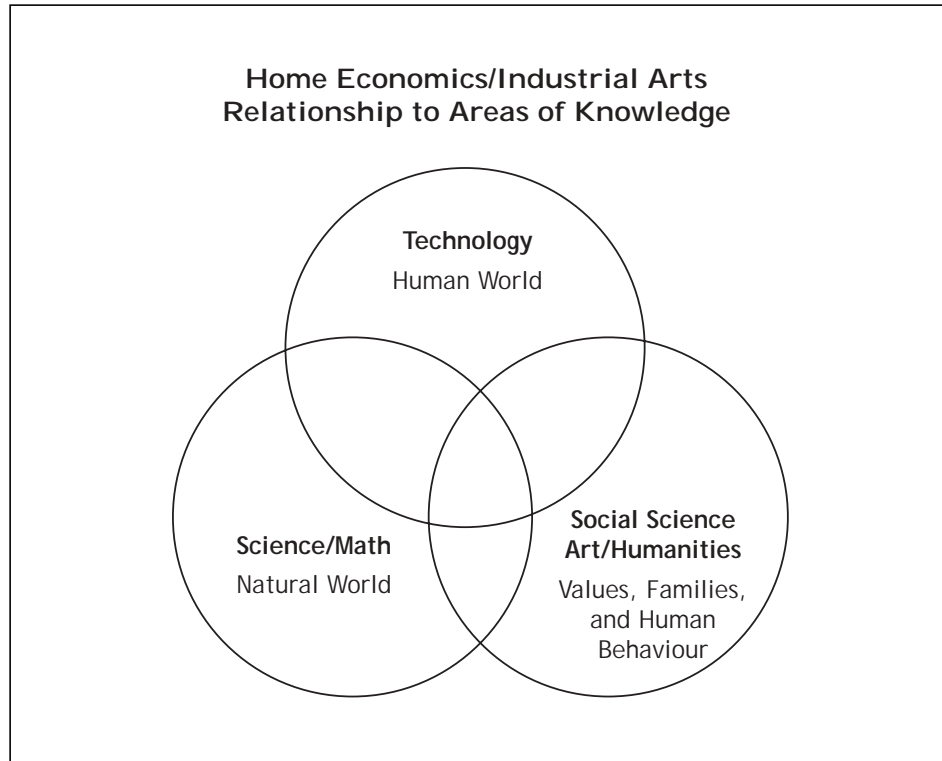 Home Economics/Industrial Arts
Relationship to Areas of Knowledge
Technology
Human World
Science/Math
Natural World
Social Science
Art/Humanities
Values, Families,
and Human
Behaviour